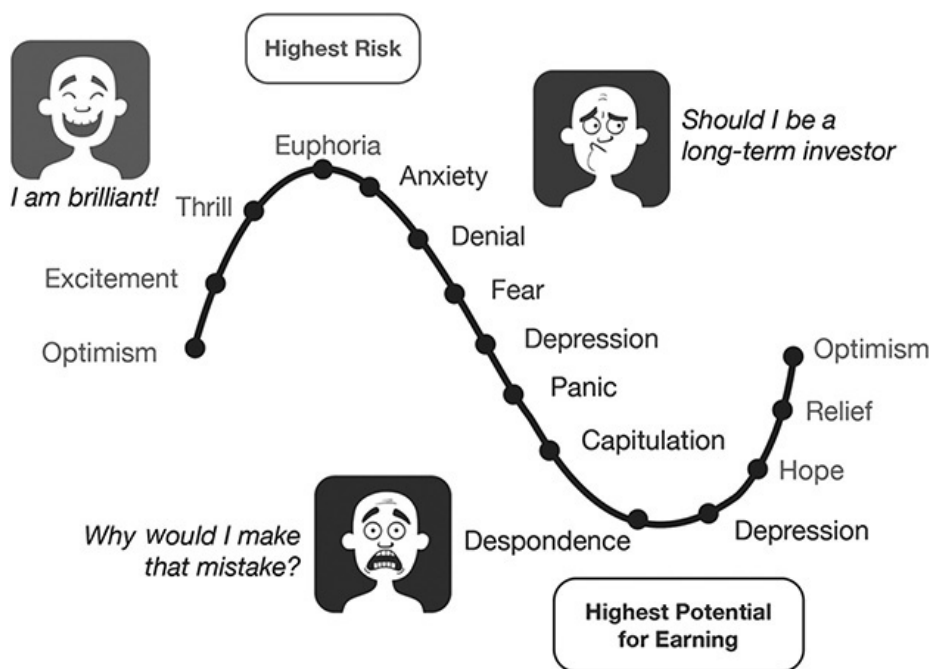 Highest Risk
I am brilliant!
Should I be a
long-term investor
Optimism
Excitement
Thrill
Euphoria
Anxiety
Denial
Fear
Depression
Panic
Capitulation
Despondence
Depression
Hope
Relief
Optimism
Why would I make
that mistake?
Highest Potential
for Earning